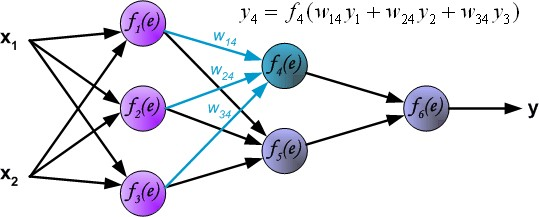 y₄ = f₄(w₁₄y₁ + w₂₄y₂ + w₃₄y₃)
f₁(e)
x₁
w₁₄
f₄(e)
w₂₄
f₂(e)
f₆(e)
y
w₃₄
f₅(e)
x₂
f₃(e)